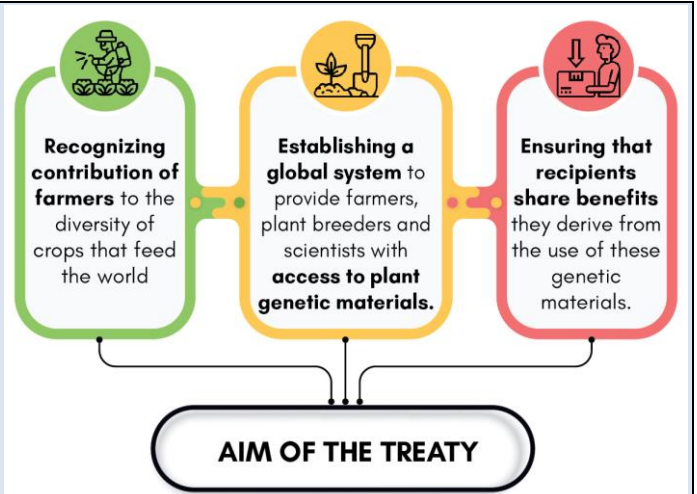 Recognizing
contribution of
farmers to the
diversity of
crops that feed
the world
Establishing a
global system to
provide farmers,
plant breeders and
scientists with
access to plant
genetic materials.
Ensuring that
recipients
share benefits
they derive from
the use of these
genetic
materials.
AIM OF THE TREATY